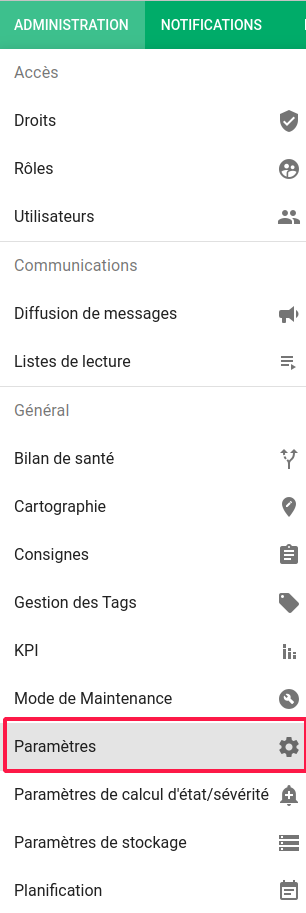 ADMINISTRATION NOTIFICATIONS
Accès
Droits
Rôles
Utilisateurs
Communications
Diffusion de messages
Listes de lecture
Général
Bilan de santé
Cartographie
Consignes
Gestion des Tags
KPI
Mode de Maintenance
Paramètres
Paramètres de calcul d'état/sévérité
Paramètres de stockage
Planification